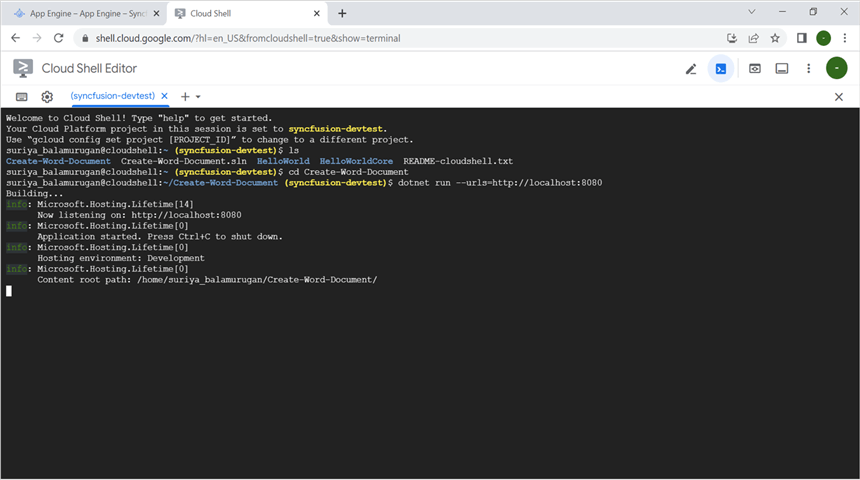 App Engine – App Engine – Sync
Cloud Shell
shell.cloud.google.com/?hl=en_US&fromcloudshell=true&show=terminal
Cloud Shell Editor
(syncfusion-devtest)
Welcome to Cloud Shell! Type "help" to get started.
Your Cloud Platform project in this session is set to syncfusion-devtest.
Use “gcloud config set project [PROJECT_ID]” to change to a different project.
suriya_balamurugan@cloudshell:~ (syncfusion-devtest)$ ls
Create-Word-Document Create-Word-Document.sln HelloWorld HelloWorldCore README-cloudshell.txt
suriya_balamurugan@cloudshell:~ (syncfusion-devtest)$ cd Create-Word-Document
suriya_balamurugan@cloudshell:~/Create-Word-Document (syncfusion-devtest)$ dotnet run --urls=http://localhost:8080
Building...
info: Microsoft.Hosting.Lifetime[14]
Now listening on: http://localhost:8080
info: Microsoft.Hosting.Lifetime[0]
Application started. Press Ctrl+C to shut down.
info: Microsoft.Hosting.Lifetime[0]
Hosting environment: Development
info: Microsoft.Hosting.Lifetime[0]
Content root path: /home/suriya_balamurugan/Create-Word-Document/